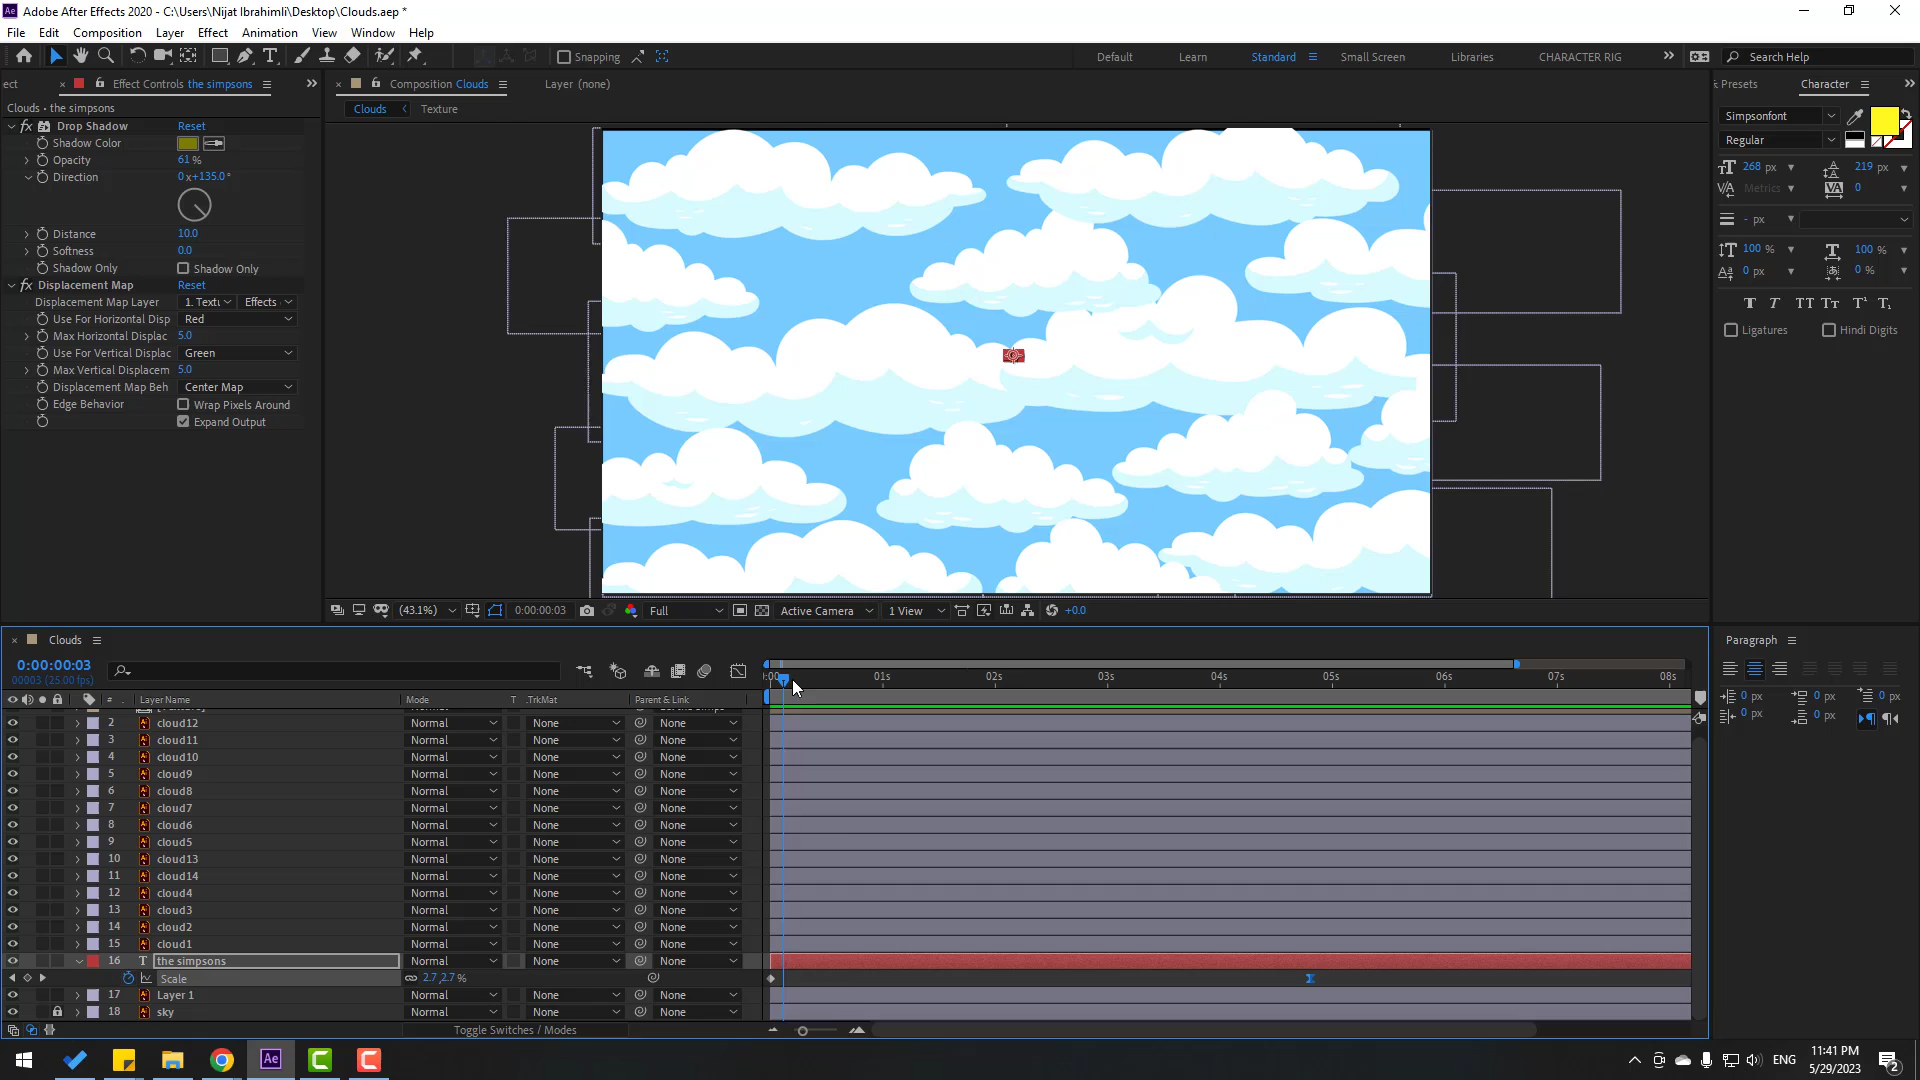 Adobe After Effects 2020 - C:\Users\Nijat Ibrahimli\Desktop\Clouds.aep *
File Edit Composition Layer Effect Animation View Window Help
Snapping Default Learn Standard Small Screen Libraries CHARACTER RIG Search Help
ect Effect Controls the simpsons Composition Clouds Layer (none) Presets Character
Clouds • the simpsons Clouds Texture
fx Drop Shadow Reset
Shadow Color
Opacity 61 %
Direction 0 x+135.0 °
Distance 10.0
Softness 0.0
Shadow Only Shadow Only
fx Displacement Map Reset
Displacement Map Layer 1. Textu Effects
Use For Horizontal Disp Red
Max Horizontal Displac 5.0
Use For Vertical Displac Green
Max Vertical Displacem 5.0
Displacement Map Beh Center Map
Edge Behavior Wrap Pixels Around
Expand Output
Simpsonfont
Regular
268 px 219 px
Metrics 0
- px
100 % 100 %
0 px 0 %
Ligatures Hindi Digits
(43.1%) 0:00:00:03 Full Active Camera 1 View +0.0
Clouds
0:00:00:03
00003 (25.00 fps)
01s 02s 03s 04s 05s 06s 07s 08s
# Layer Name Mode T .TrkMat Parent & Link
2 cloud12 Normal None None
3 cloud11 Normal None None
4 cloud10 Normal None None
5 cloud9 Normal None None
6 cloud8 Normal None None
7 cloud7 Normal None None
8 cloud6 Normal None None
9 cloud5 Normal None None
10 cloud13 Normal None None
11 cloud14 Normal None None
12 cloud4 Normal None None
13 cloud3 Normal None None
14 cloud2 Normal None None
15 cloud1 Normal None None
16 T the simpsons Normal None None
Scale 2.7,2.7 %
17 Layer 1 Normal None None
18 sky Normal None None
Toggle Switches / Modes
Paragraph
0 px 0 px 0 px
0 px 0 px
Ae ENG 11:41 PM
5/29/2023
2